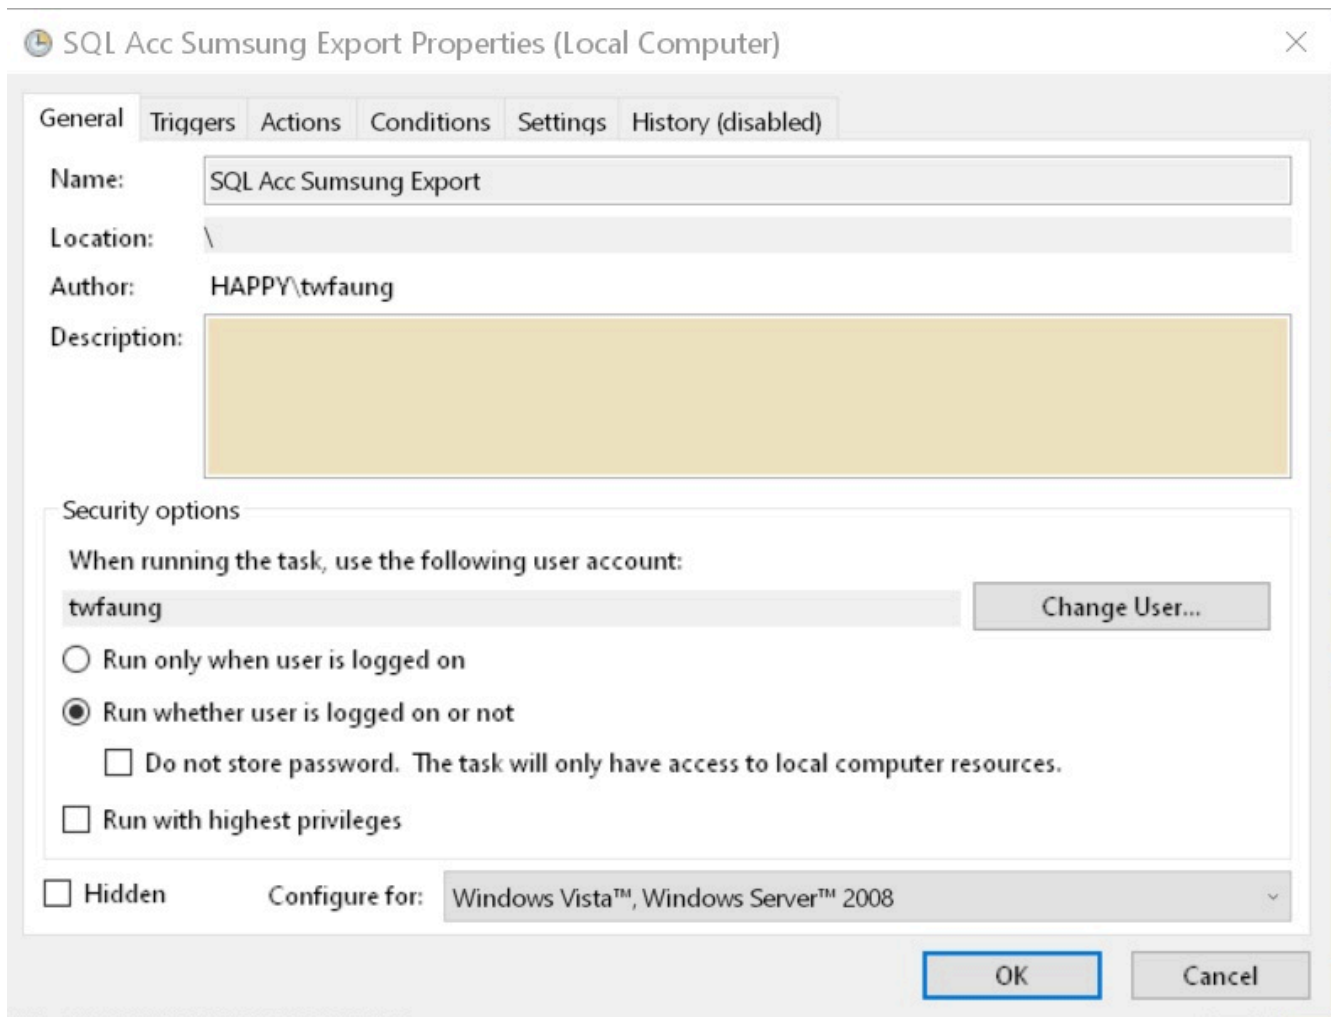 SQL Acc Sumsung Export Properties (Local Computer)
General Triggers Actions Conditions Settings History (disabled)
Name: SQL Acc Sumsung Export
Location: \
Author: HAPPY\twfaung
Description:
Security options
When running the task, use the following user account:
twfaung Change User...
Run only when user is logged on
Run whether user is logged on or not
Do not store password. The task will only have access to local computer resources.
Run with highest privileges
Hidden Configure for: Windows Vista™, Windows Server™ 2008
OK Cancel